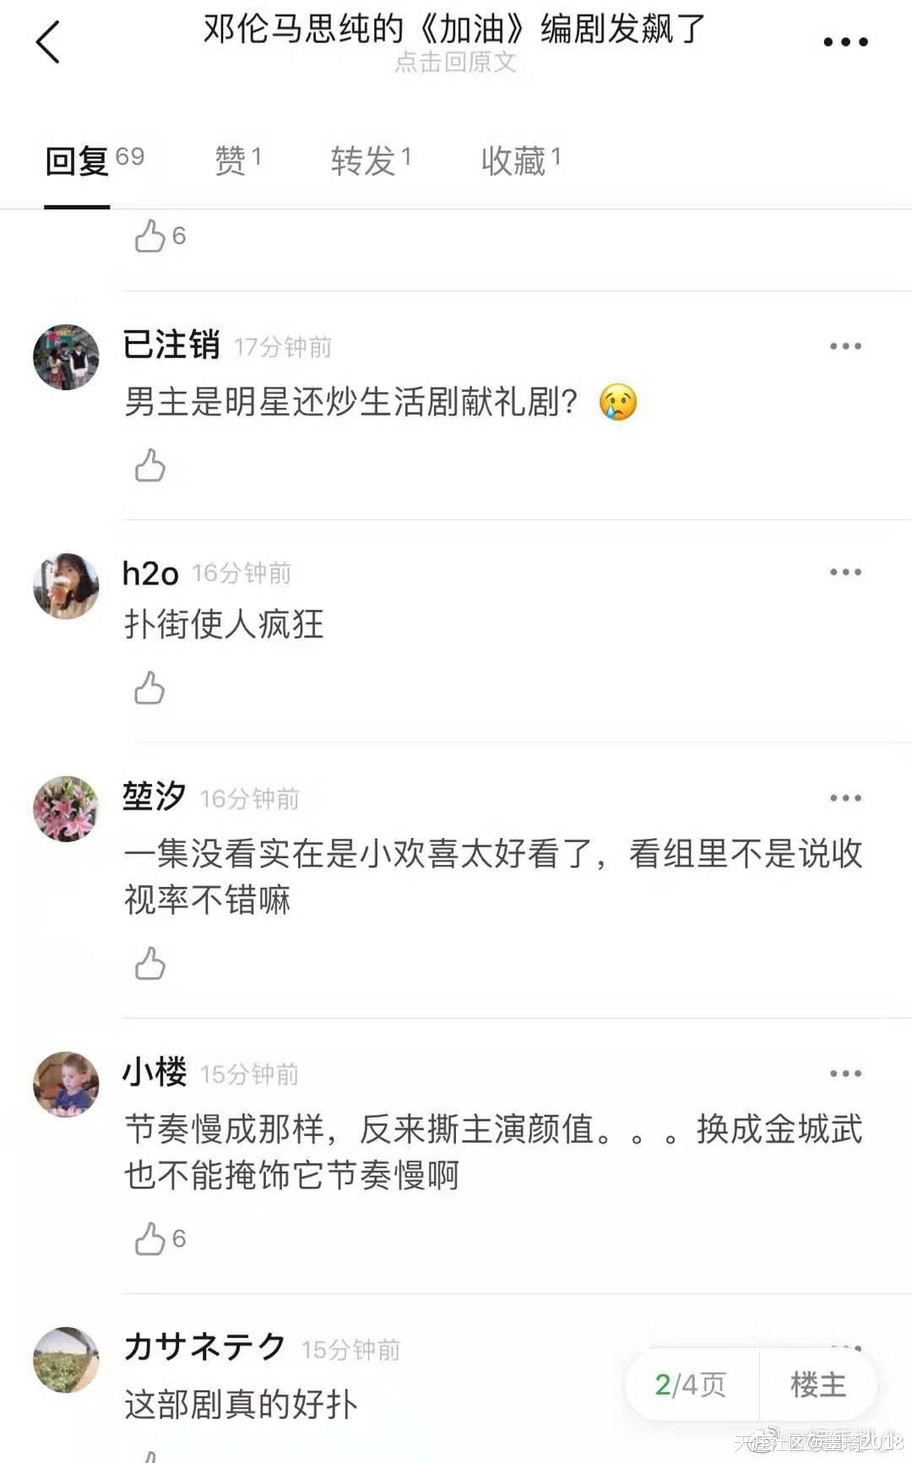 邓伦马思纯的《加油》编剧发飙了
点击回原文
回复 69 赞 1 转发 1 收藏 1
6
已注销 17分钟前
男主是明星还炒生活剧献礼剧？😢
h2o 16分钟前
扑街使人疯狂
堃汐 16分钟前
一集没看实在是小欢喜太好看了，看组里不是说收
视率不错嘛
小楼 15分钟前
节奏慢成那样，反来撕主演颜值。。。换成金城武
也不能掩饰它节奏慢啊
6
カサネテク 15分钟前
这部剧真的好扑
2/4页 楼主
天涯社区
2018